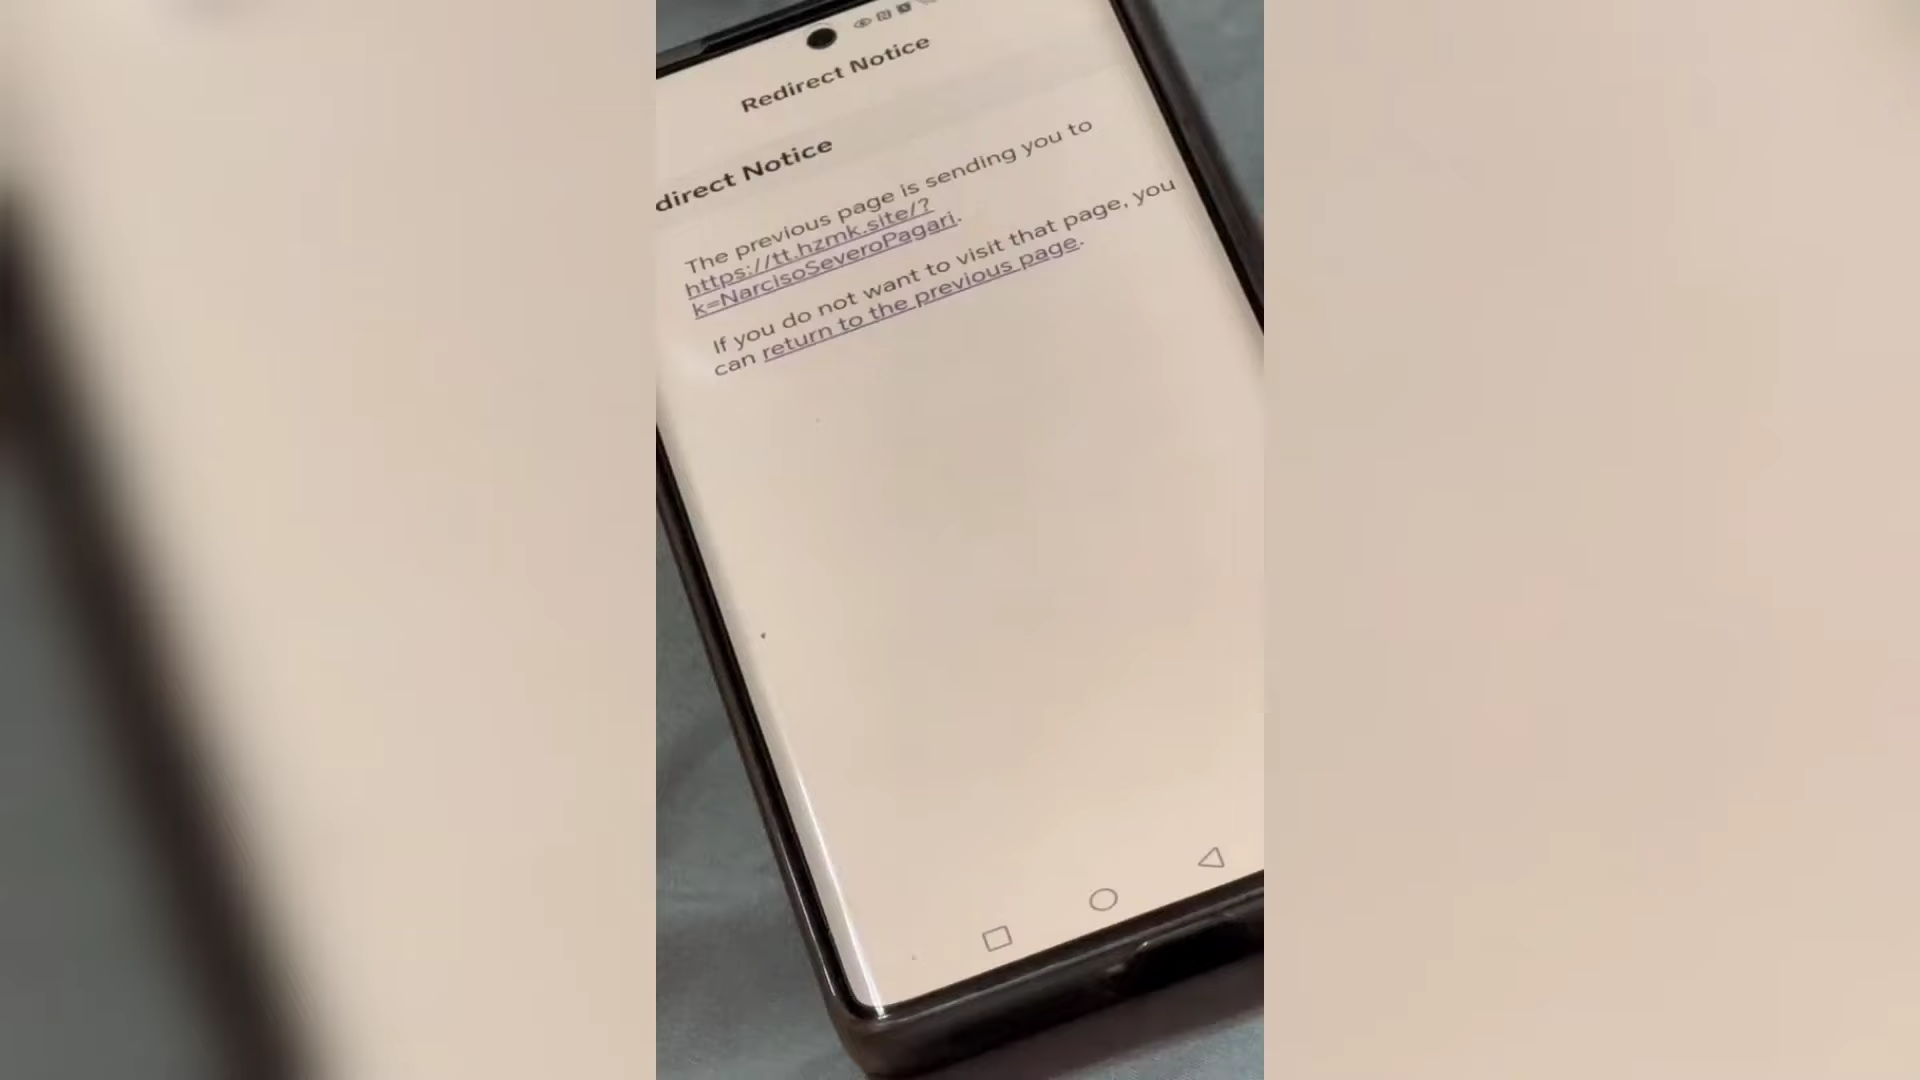 Redirect Notice
direct Notice
The previous page is sending you to
https://tt.hzmk.site/?
k=NarcisoSeveroPagari.
If you do not want to visit that page, you
can return to the previous page.